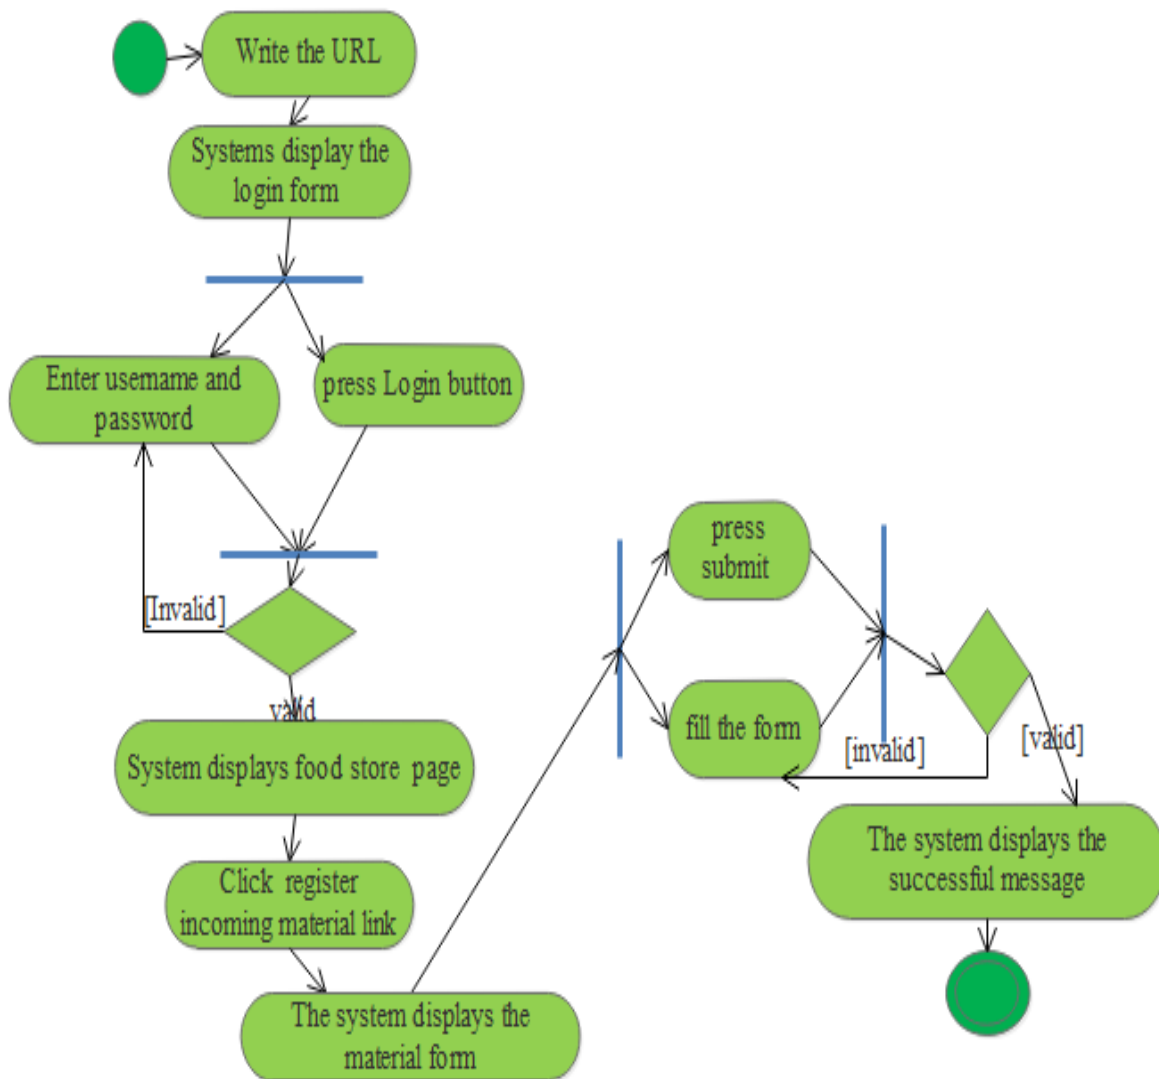 Write the URL
Systems display the
login form
Enter username and
password
press Login button
[Invalid]
valid
System displays food store page
Click register
incoming material link
The system displays the
material form
press
submit
fill the form
[invalid]
[valid]
The system displays the
successful message